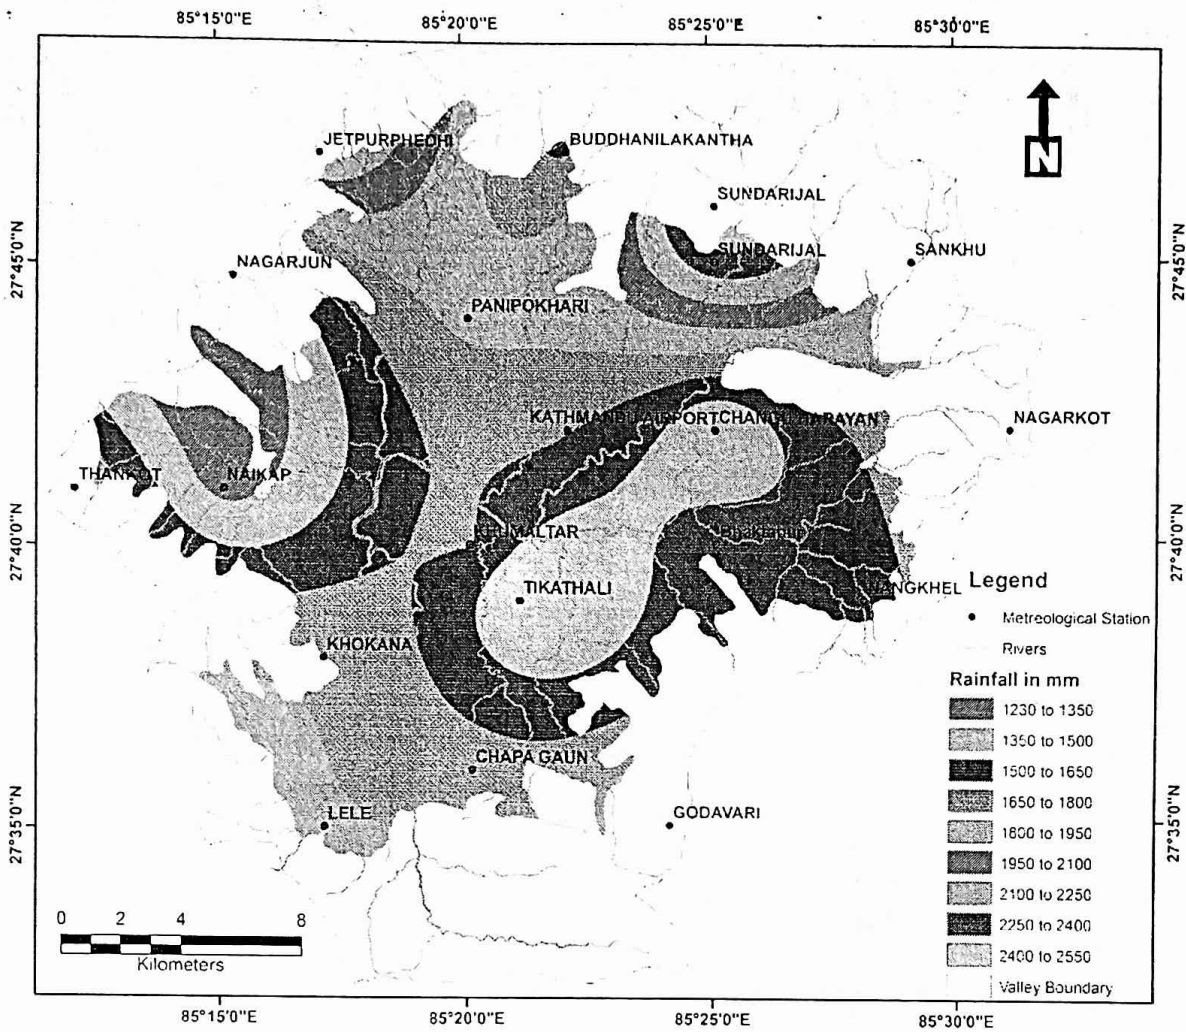 85°15'0"E 85°20'0"E 85°25'0"E 85°30'0"E
N
JETPURPHEDHI
BUDDHANILAKANTHA
SUNDARIJAL
SUNDARIJAL
SANKHU
27°45'0"N
27°45'0"N
NAGARJUN
PANIPOKHARI
NAGARKOT
AIRPORT
THANKOT
NAIKAP
27°40'0"N
27°40'0"N
KHUMALTAR
TIKATHALI
KHOKANA
CHAPA GAUN
LELE
GODAVARI
27°35'0"N
27°35'0"N
Legend
Metreological Station
Rivers
Rainfall in mm
1230 to 1350
1350 to 1500
1500 to 1650
1650 to 1800
1800 to 1950
1950 to 2100
2100 to 2250
2250 to 2400
2400 to 2550
Valley Boundary
0 2 4 8
Kilometers
85°15'0"E 85°20'0"E 85°25'0"E 85°30'0"E